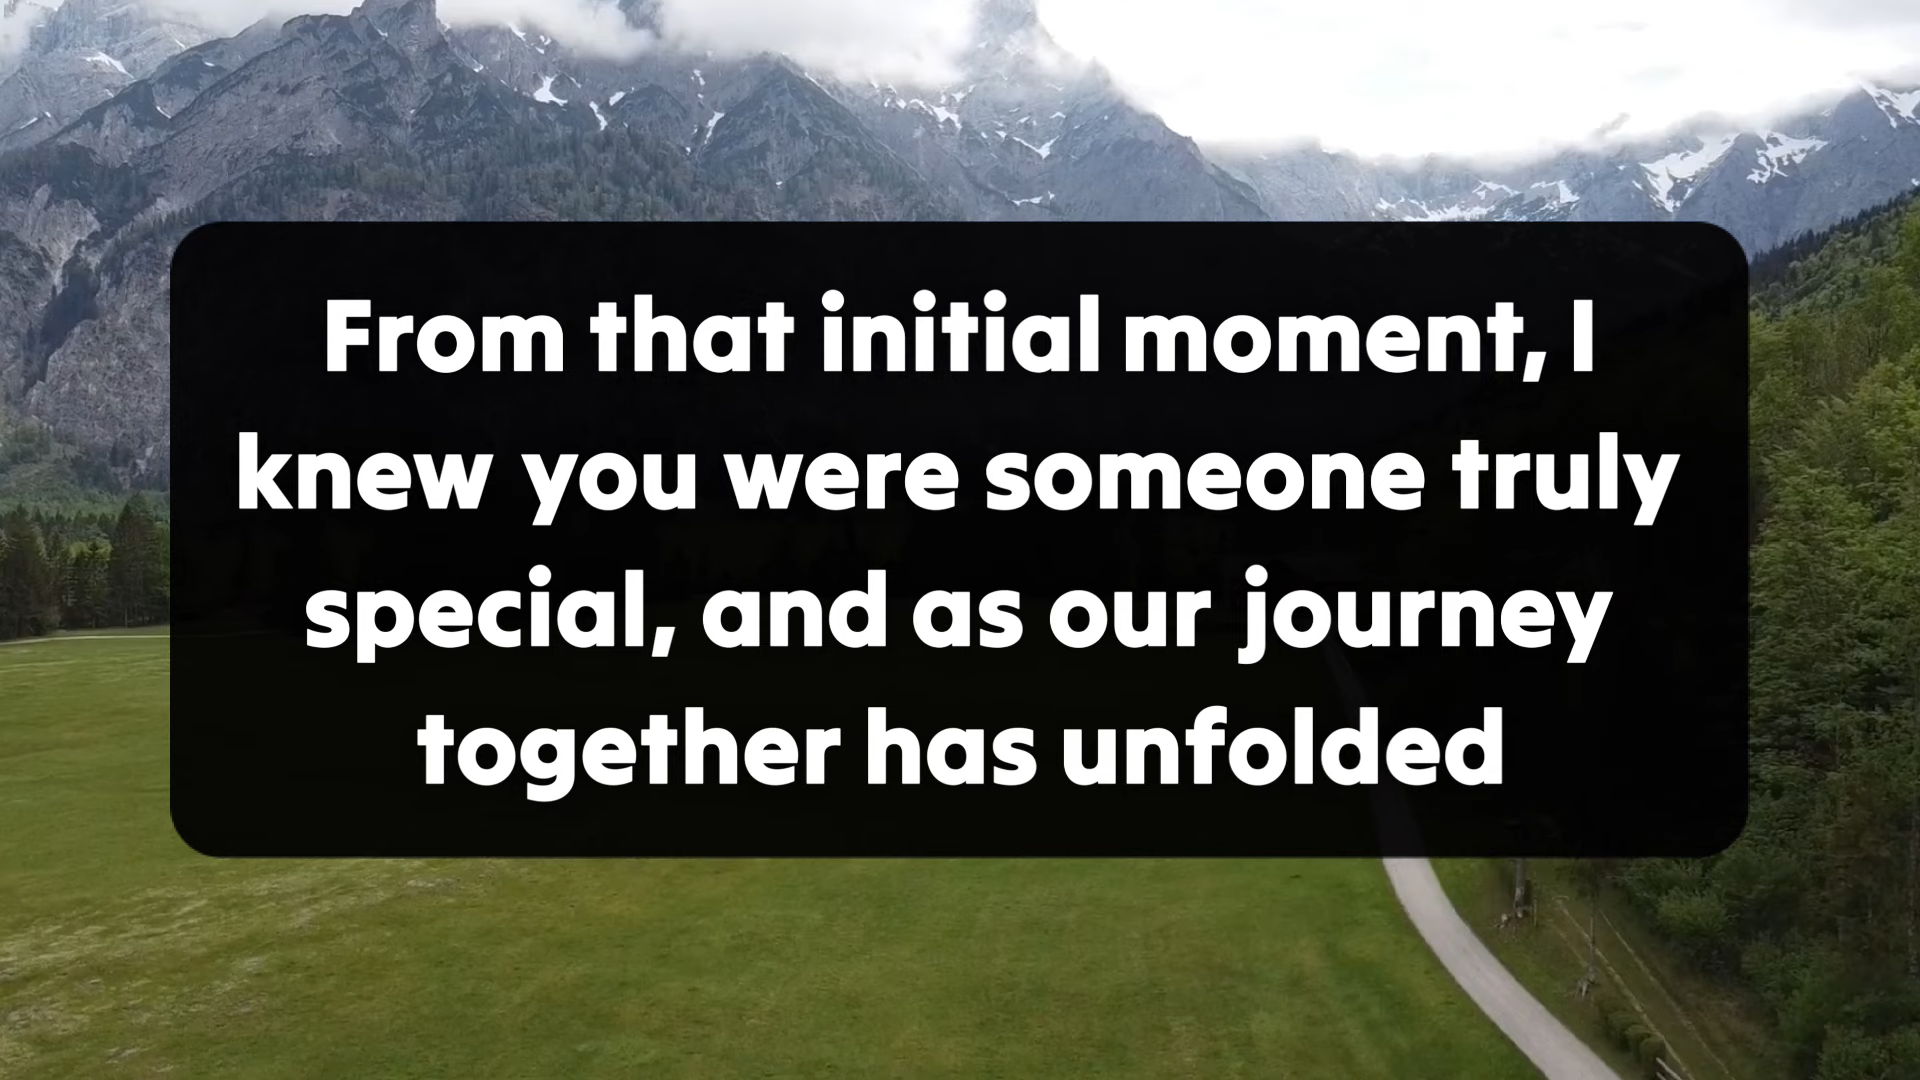 From that initial moment, I
knew you were someone truly
special, and as our journey
together has unfolded